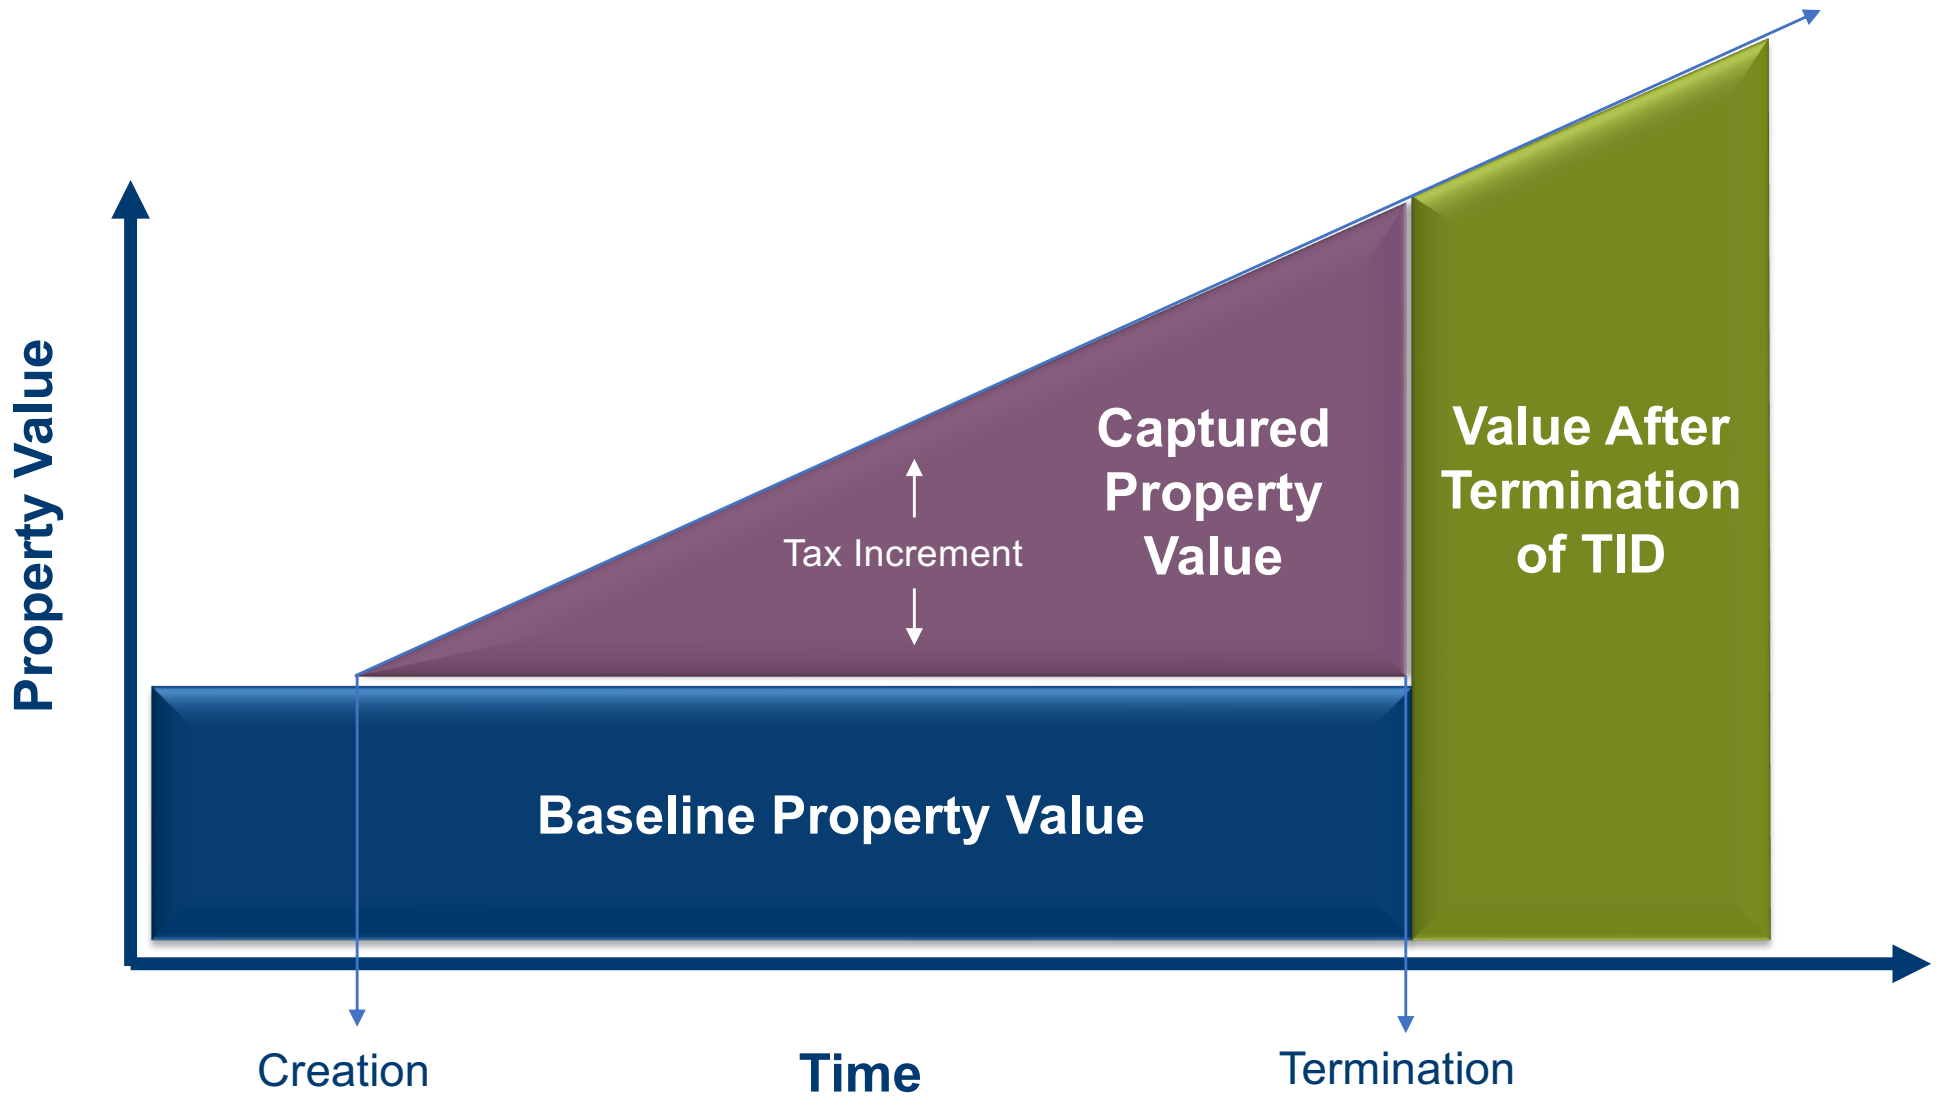 Property Value
Captured
Property
Value
Value After
Termination
of TID
Tax Increment
Baseline Property Value
Creation
Time
Termination